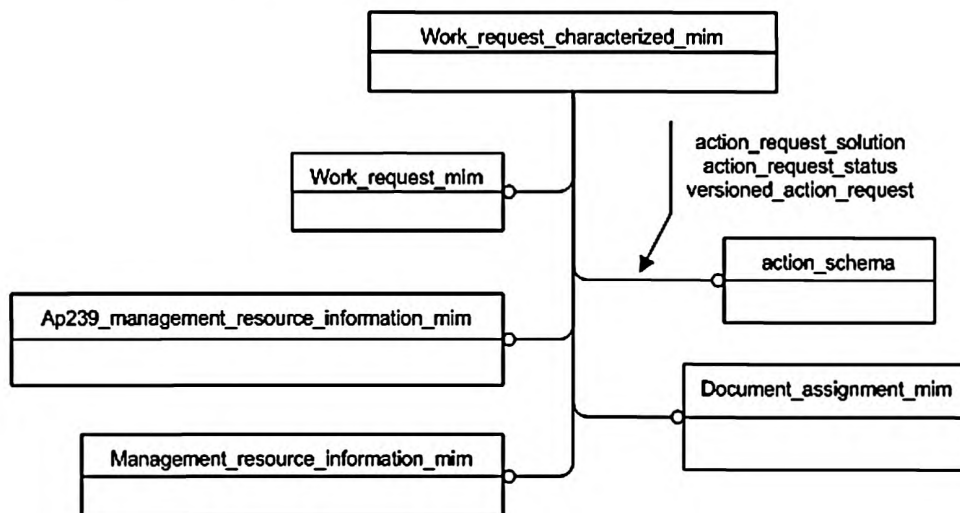 Work_request_characterized_mim
action_request_solution
action_request_status
versioned_action_request
Work_request_mim
action_schema
Ap239_management_resource_information_mim
Document_assignment_mim
Management_resource_information_mim